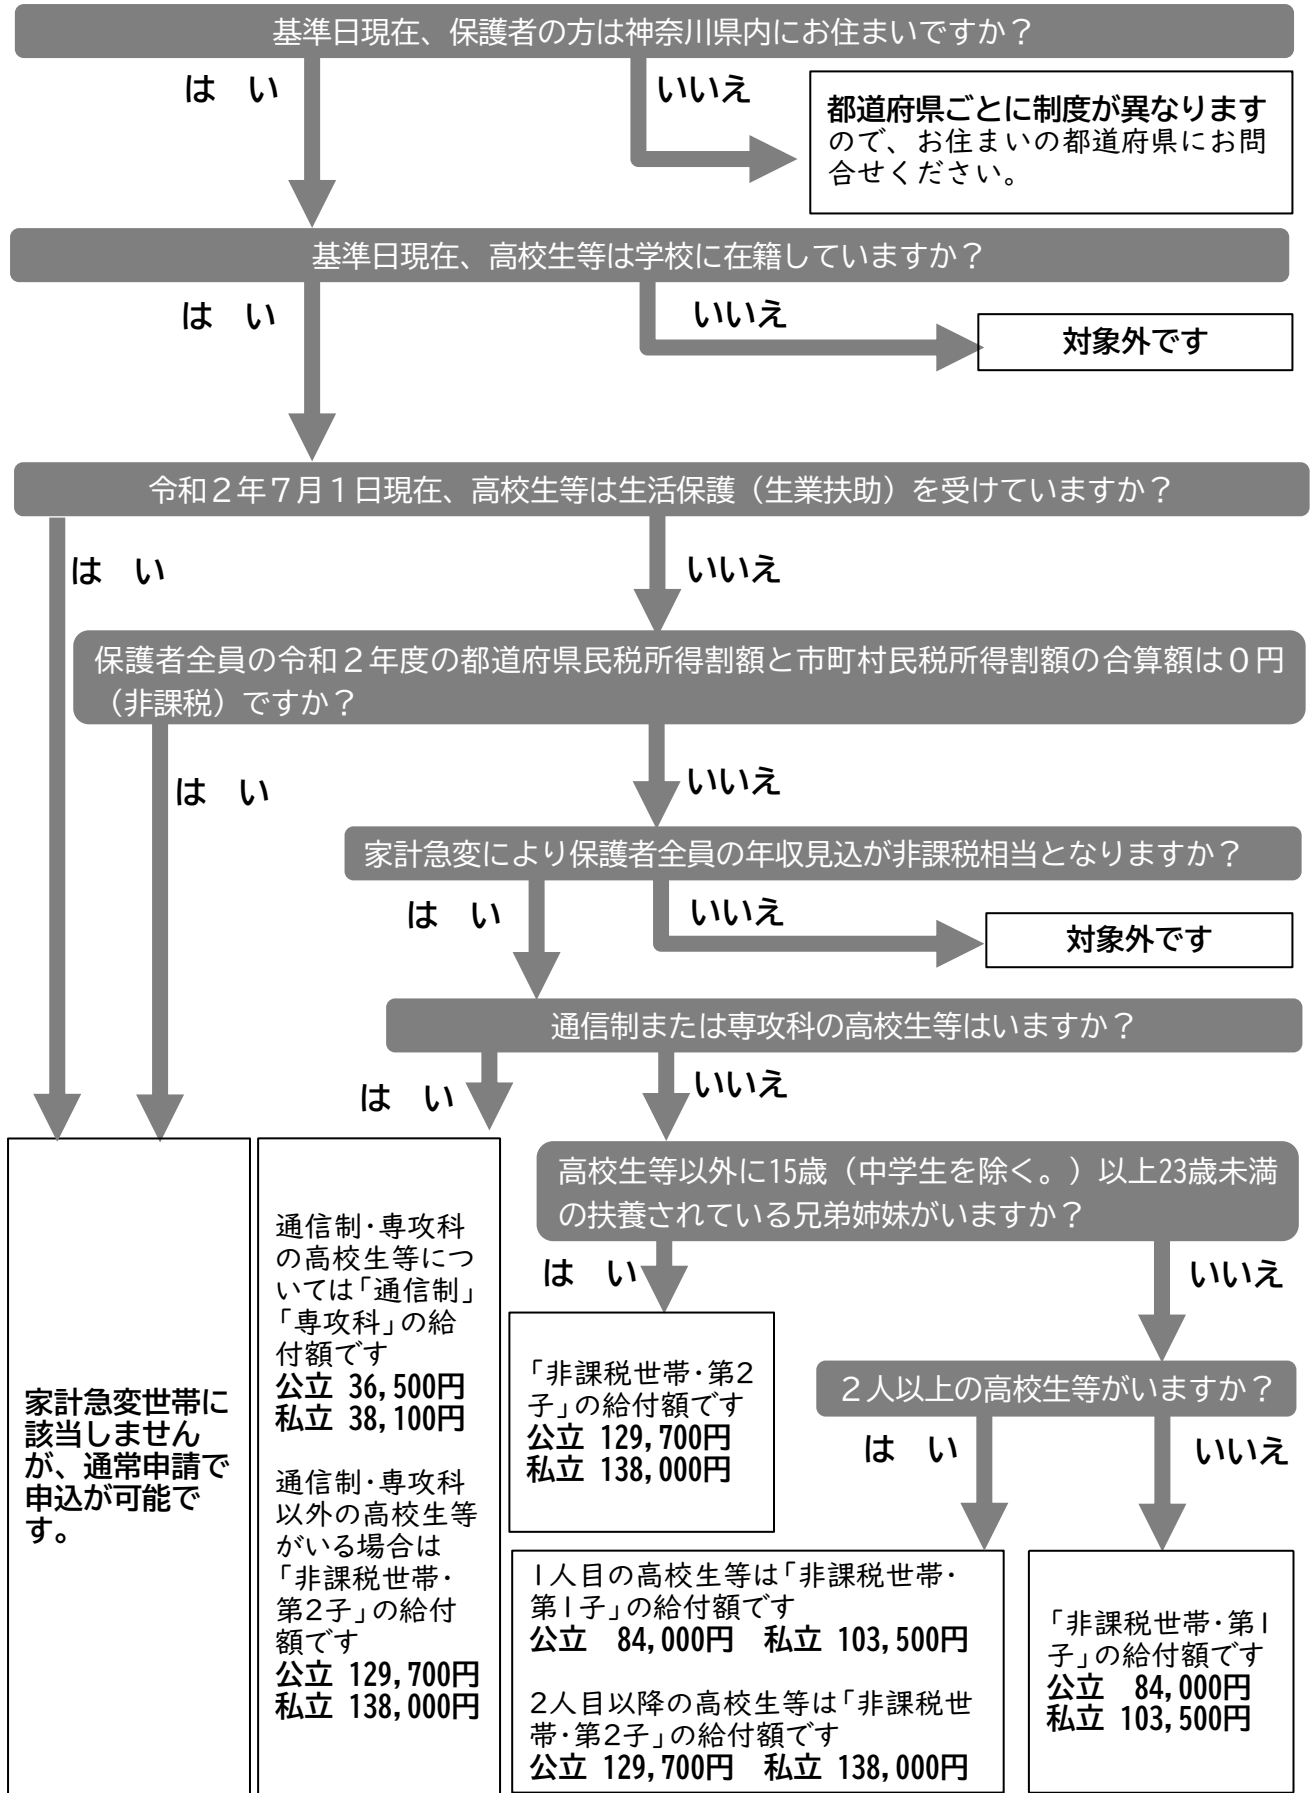 基準日現在、保護者の方は神奈川県内にお住まいですか？
は　い
いいえ
都道府県ごとに制度が異なります
ので、お住まいの都道府県にお問
合せください。
基準日現在、高校生等は学校に在籍していますか？
は　い
いいえ
対象外です
令和２年７月１日現在、高校生等は生活保護（生業扶助）を受けていますか？
は　い
いいえ
保護者全員の令和２年度の都道府県民税所得割額と市町村民税所得割額の合算額は０円
（非課税）ですか？
は　い
いいえ
家計急変により保護者全員の年収見込が非課税相当となりますか？
は　い
いいえ
対象外です
通信制または専攻科の高校生等はいますか？
は　い
いいえ
家計急変世帯に
該当しません
が、通常申請で
申込が可能で
す。
通信制・専攻科
の高校生等につ
いては「通信制」
「専攻科」の給
付額です
公立 36,500円
私立 38,100円
通信制・専攻科
以外の高校生等
がいる場合は
「非課税世帯・
第2子」の給付
額です
公立 129,700円
私立 138,000円
高校生等以外に15歳（中学生を除く。）以上23歳未満
の扶養されている兄弟姉妹がいますか？
は　い
いいえ
「非課税世帯・第2
子」の給付額です
公立 129,700円
私立 138,000円
２人以上の高校生等がいますか？
は　い
いいえ
1人目の高校生等は「非課税世帯・
第1子」の給付額です
公立　84,000円　私立 103,500円
2人目以降の高校生等は「非課税世
帯・第2子」の給付額です
公立 129,700円　私立 138,000円
「非課税世帯・第1
子」の給付額です
公立　84,000円
私立 103,500円